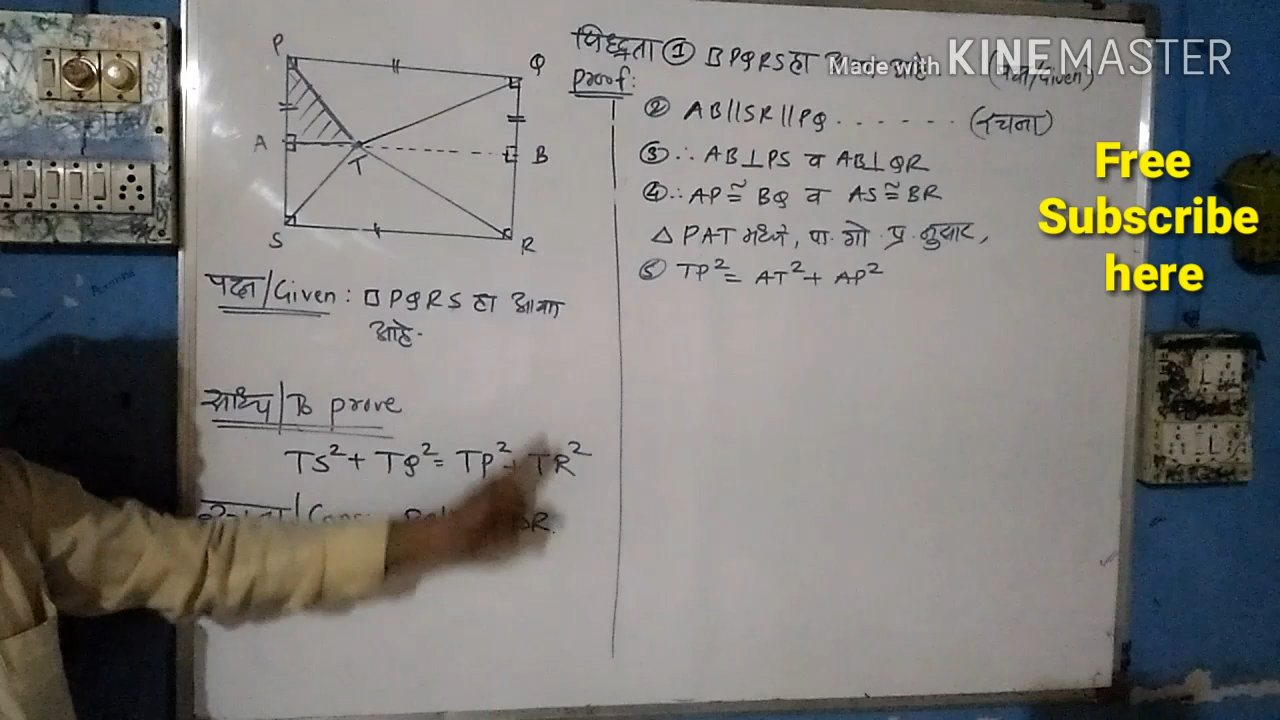 P
Q
A
B
T
S
R
पक्ष/Given: □ PQRS हा आयत
आहे.
साध्य/To prove
TS² + TQ² = TP² + TR²
सिद्धता ① □ PQRS हा
Proof:
(पक्ष/Given)
② AB||SR||PQ . . . . . . . (रचना)
③ ∴ AB⊥PS व AB⊥QR
④ ∴ AP ≅ BQ व AS ≅ BR
△ PAT मध्ये, पा. गो. प्र. नुसार,
⑤ TP² = AT² + AP²
Made with KINEMASTER
Free
Subscribe
here